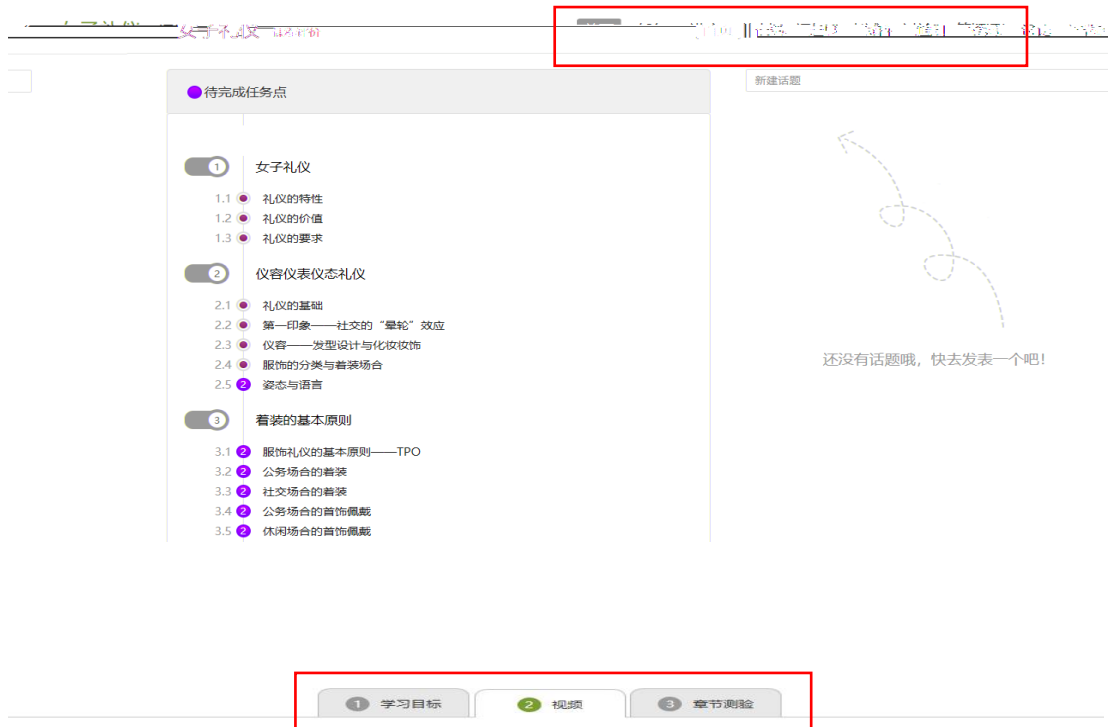 女子礼仪
待完成任务点
新建话题
1 女子礼仪
1.1 礼仪的特性
1.2 礼仪的价值
1.3 礼仪的要求
2 仪容仪表仪态礼仪
2.1 礼仪的基础
2.2 第一印象——社交的“晕轮”效应
2.3 仪容——发型设计与化妆妆饰
2.4 服饰的分类与着装场合
2.5 2 姿态与语言
3 着装的基本原则
3.1 2 服饰礼仪的基本原则——TPO
3.2 2 公务场合的着装
3.3 2 社交场合的着装
3.4 2 公务场合的首饰佩戴
3.5 2 休闲场合的首饰佩戴
还没有话题哦，快去发表一个吧！
1 学习目标
2 视频
3 章节测验